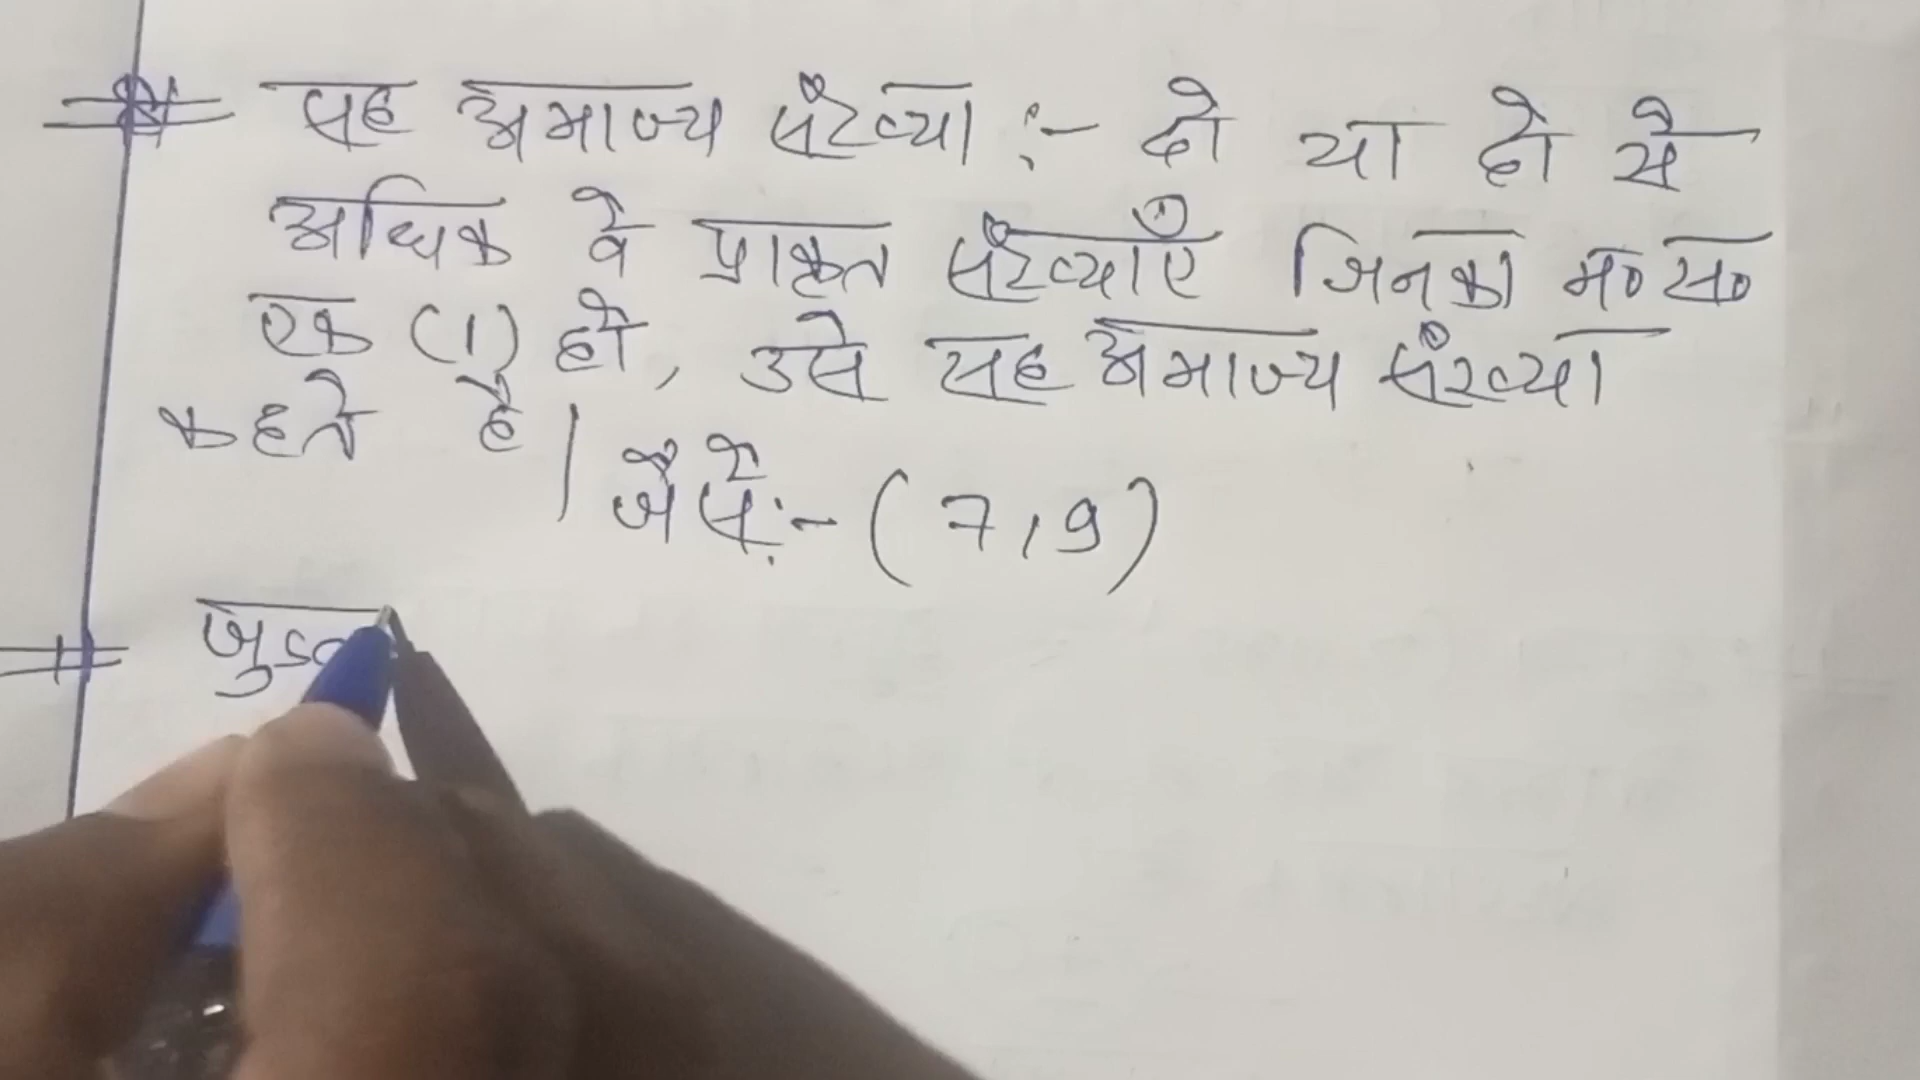 सह अभाज्य संख्या :- दो या दो से
अधिक वे प्राकृत संख्याएँ जिनका म० स०
एक (1) हो, उसे सह अभाज्य संख्या
कहते है। जैसे:- (7,9)
जुड़व